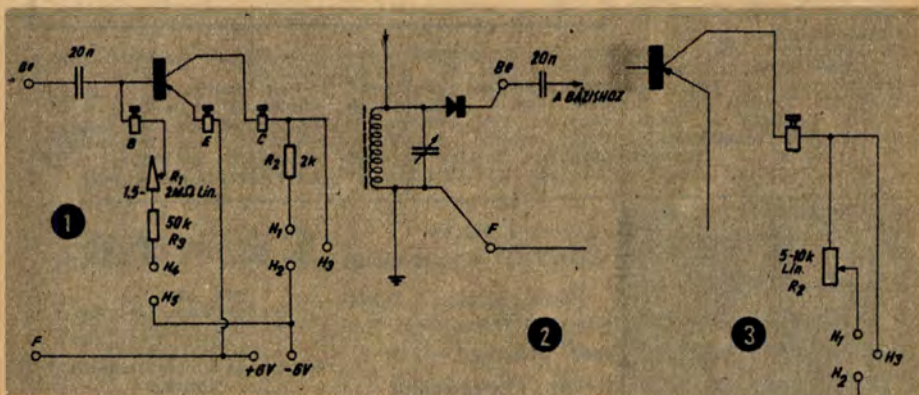 Be
20n
B
E
C
R₁
1,5-
2MΩ Lin.
50k
R₃
R₂
2k
H₁
H₂
H₃
H₄
H₅
F
+6V
-6V
1
Be
20n
A BÁZISHOZ
F
2
5-10k
Lin.
R₂
H₁
H₂
H₃
3